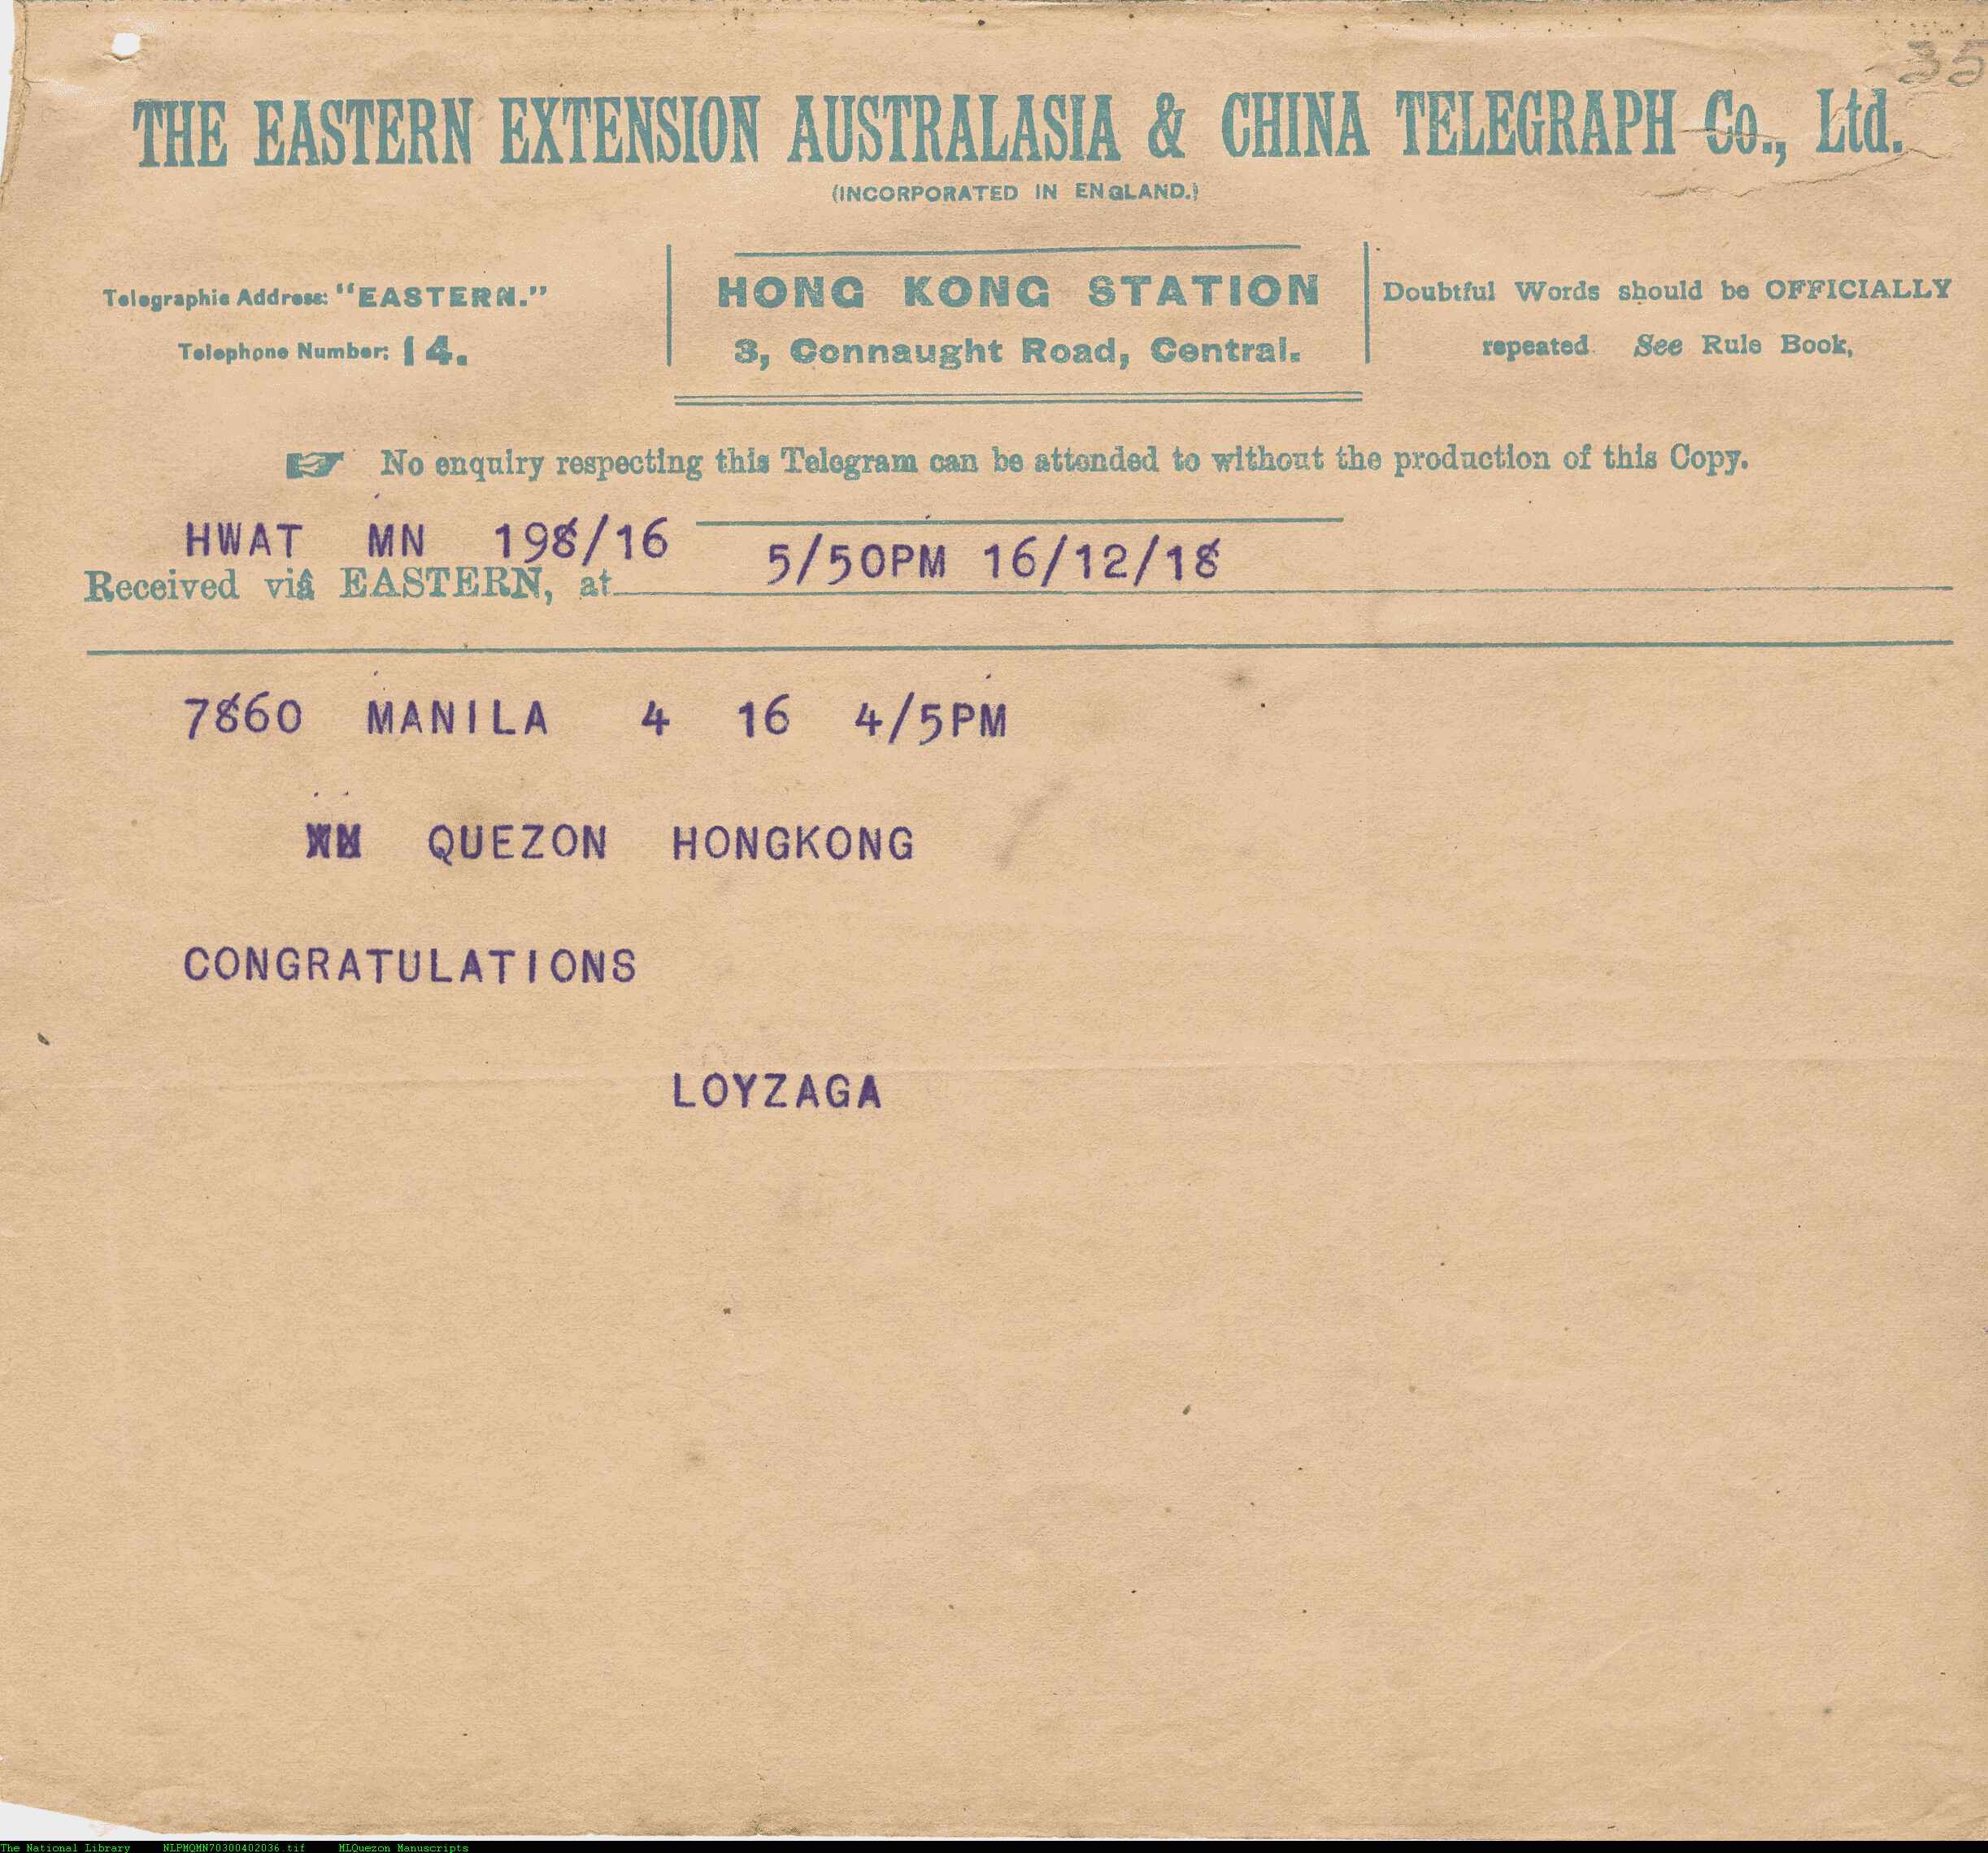 35
THE EASTERN EXTENSION AUSTRALASIA & CHINA TELEGRAPH Co., Ltd.
(INCORPORATED IN ENGLAND.)
Telegraphic Address: "EASTERN."
Telephone Number: 14.
HONG KONG STATION
3, Connaught Road, Central.
Doubtful Words should be OFFICIALLY
repeated. See Rule Book,
☞ No enquiry respecting this Telegram can be attended to without the production of this Copy.
HWAT MN 198/16
5/50PM 16/12/18
Received viâ EASTERN, at
7860 MANILA 4 16 4/5PM
QUEZON HONGKONG
CONGRATULATIONS
LOYZAGA
The National Library NLPMQMN70300402036.tif MLQuezon Manuscripts